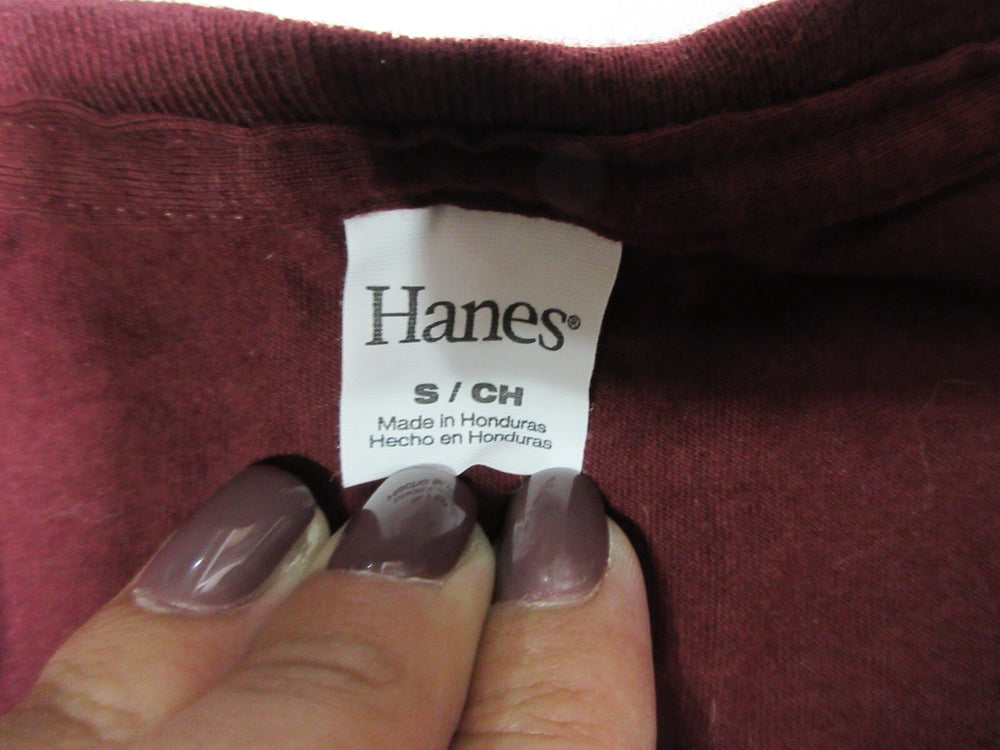 Hanes®
S / CH
Made in Honduras
Hecho en Honduras